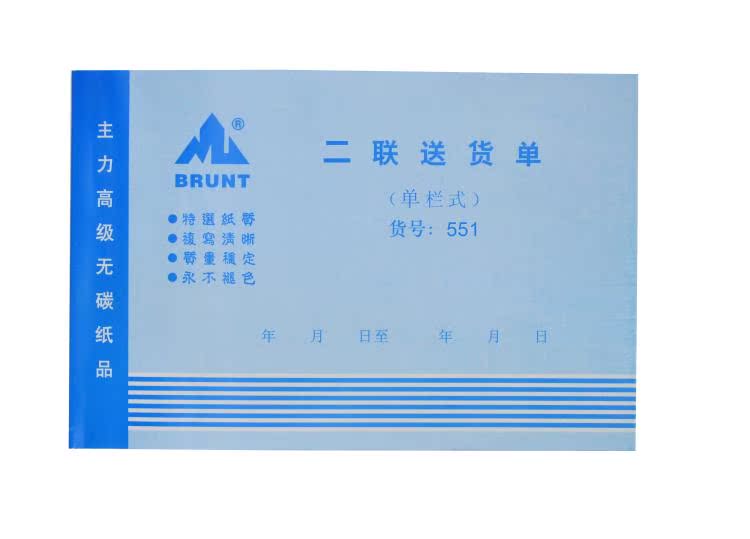 主力高级无碳纸品
®
BRUNT
●特選紙質
●複寫清晰
●質量穩定
●永不褪色
二联送货单
（单栏式）
货号：551
年 月 日至 年 月 日